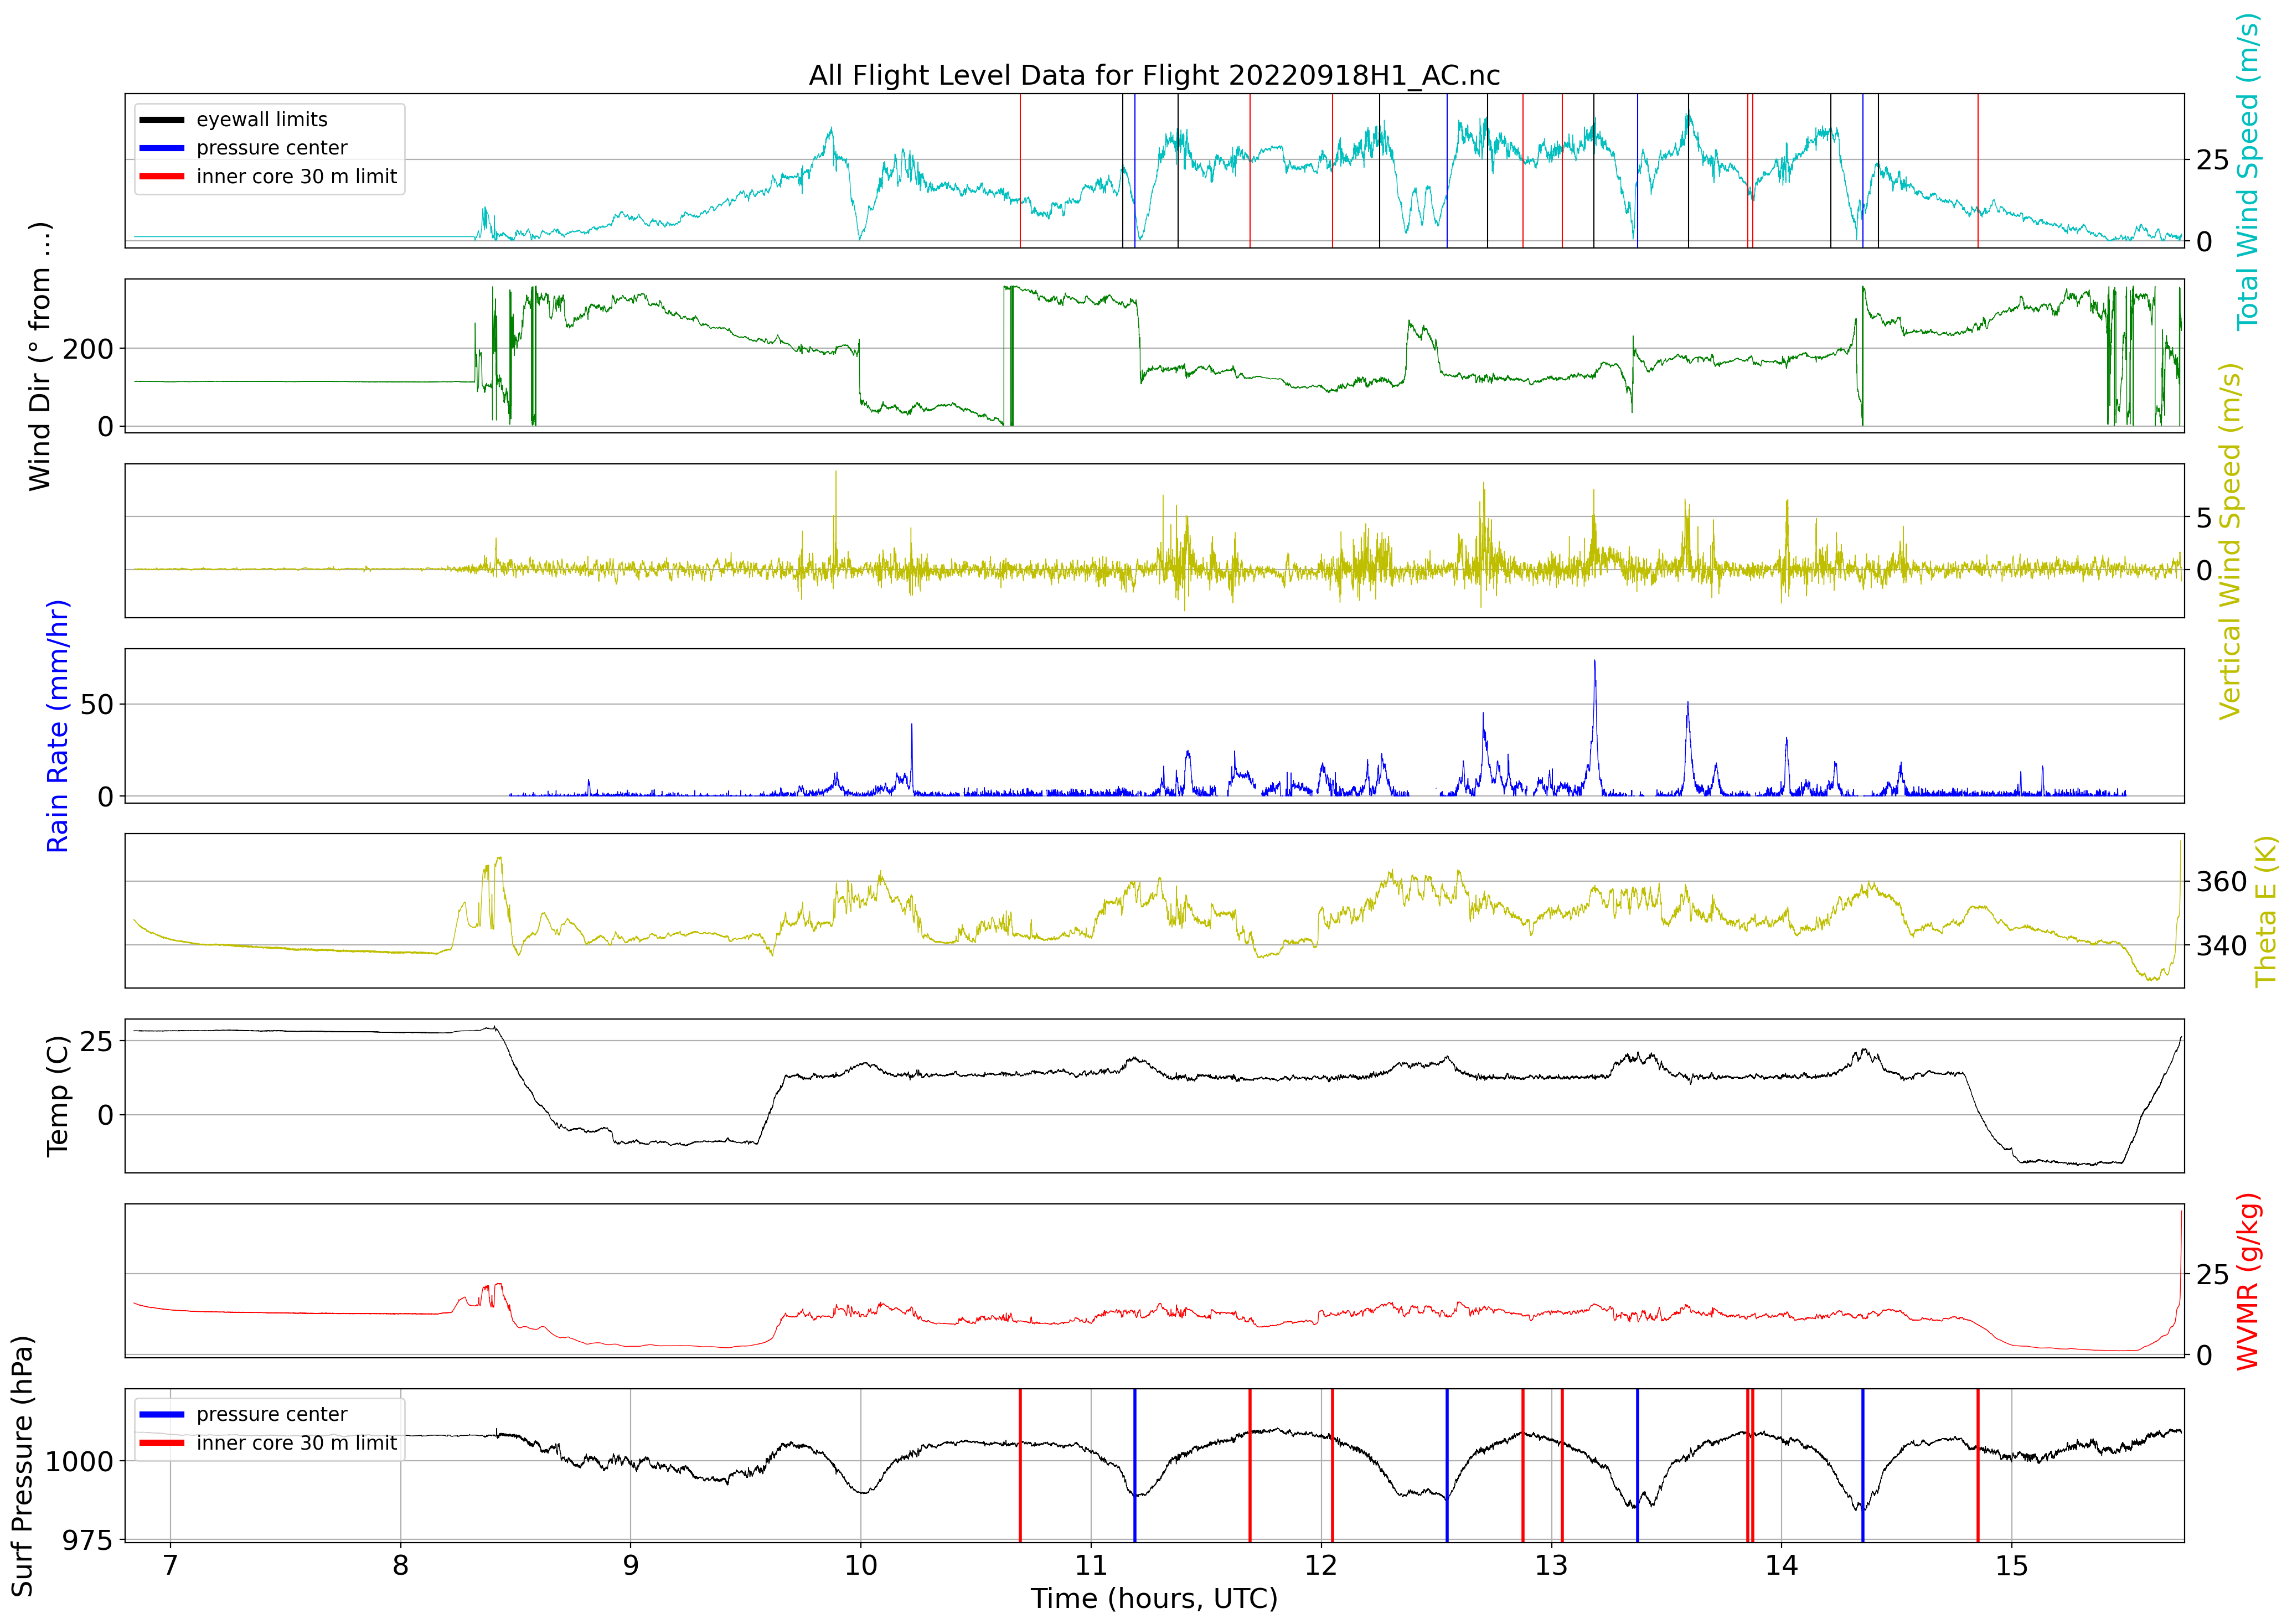 All Flight Level Data for Flight 20220918H1_AC.nc
eyewall limits
pressure center
inner core 30 m limit
25
0
Total Wind Speed (m/s)
Wind Dir (° from ...)
200
0
5
0
Vertical Wind Speed (m/s)
Rain Rate (mm/hr)
50
0
360
340
Theta E (K)
Temp (C)
25
0
25
0
WVMR (g/kg)
Surf Pressure (hPa)
pressure center
inner core 30 m limit
1000
975
7 8 9 10 11 12 13 14 15
Time (hours, UTC)